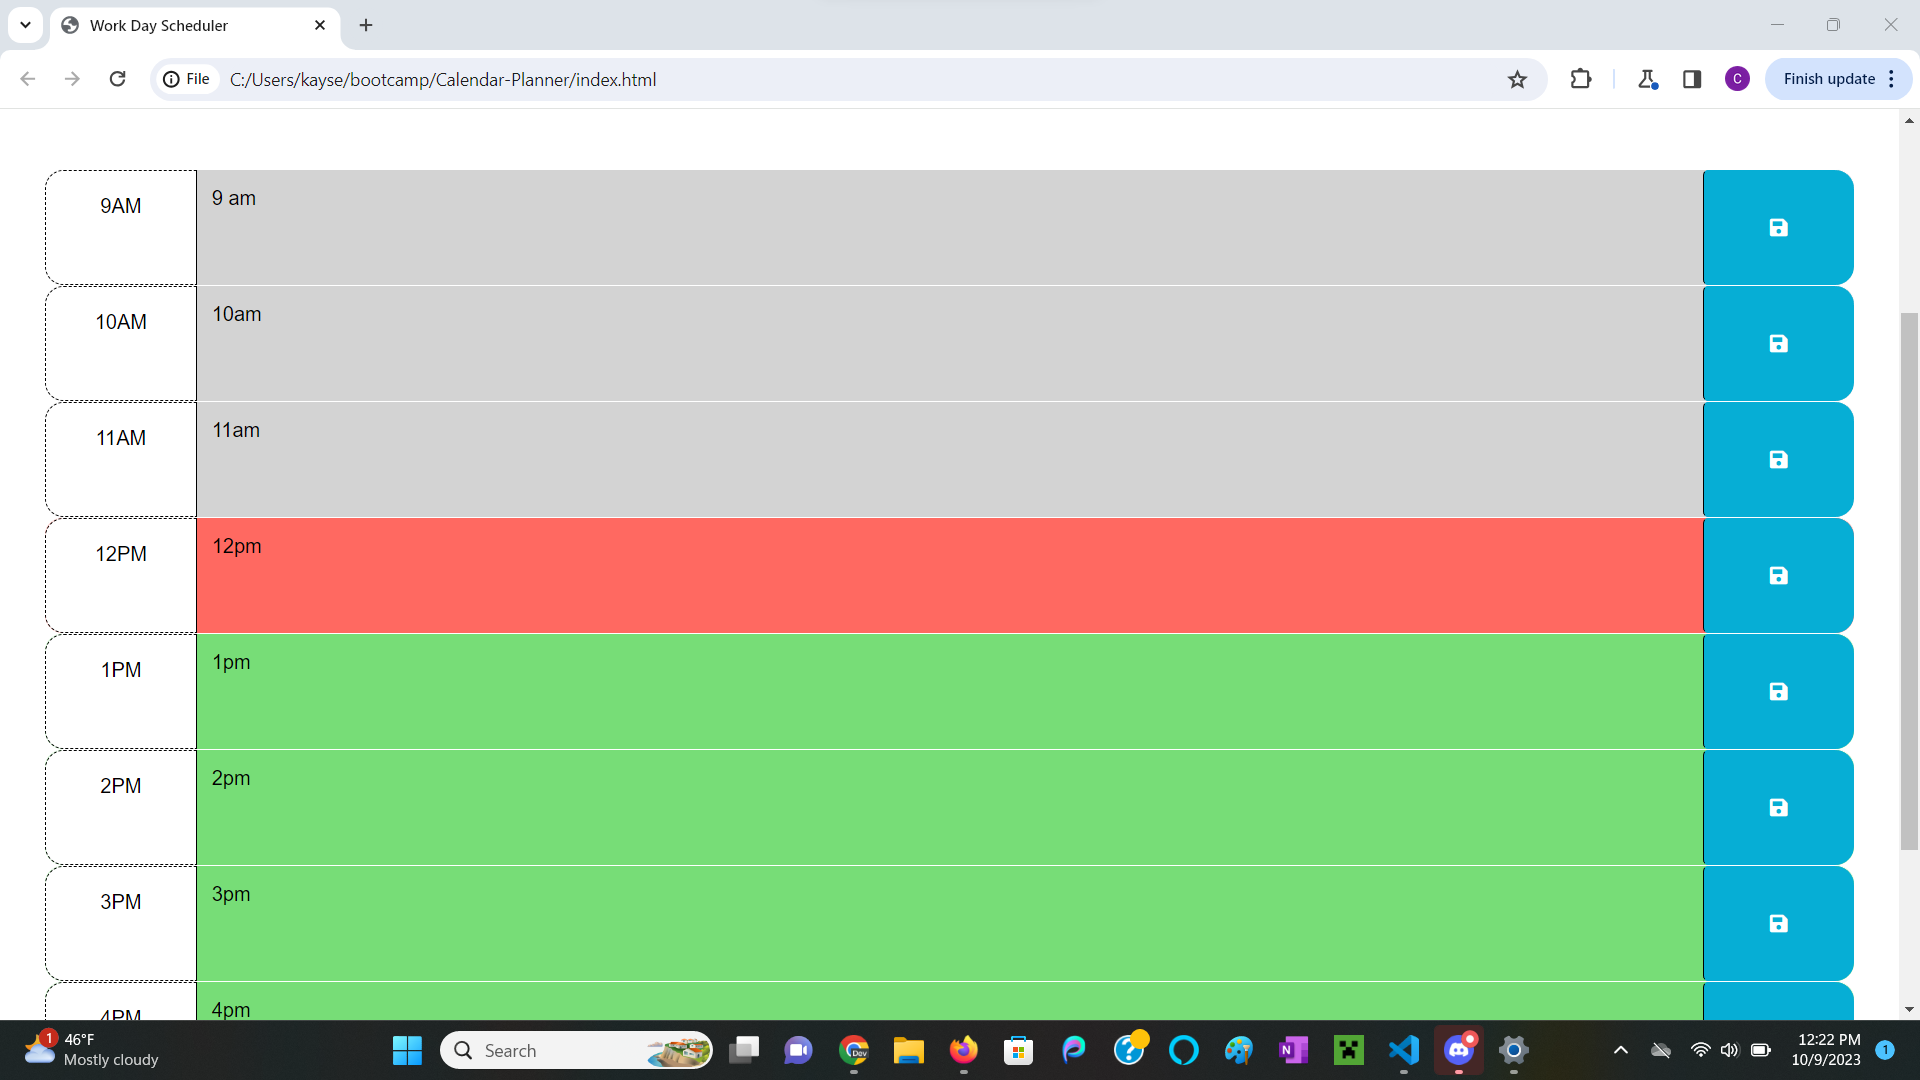 Work Day Scheduler
File
C:/Users/kayse/bootcamp/Calendar-Planner/index.html
C
Finish update
9AM
9 am
10AM
10am
11AM
11am
12PM
12pm
1PM
1pm
2PM
2pm
3PM
3pm
4PM
4pm
1
46°F
Mostly cloudy
Search
Dev
N
12:22 PM
10/9/2023
1